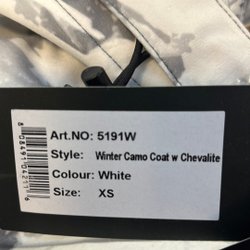 Art.NO: 5191W
Style: Winter Camo Coat w Chevalite
Colour: White
Size: XS